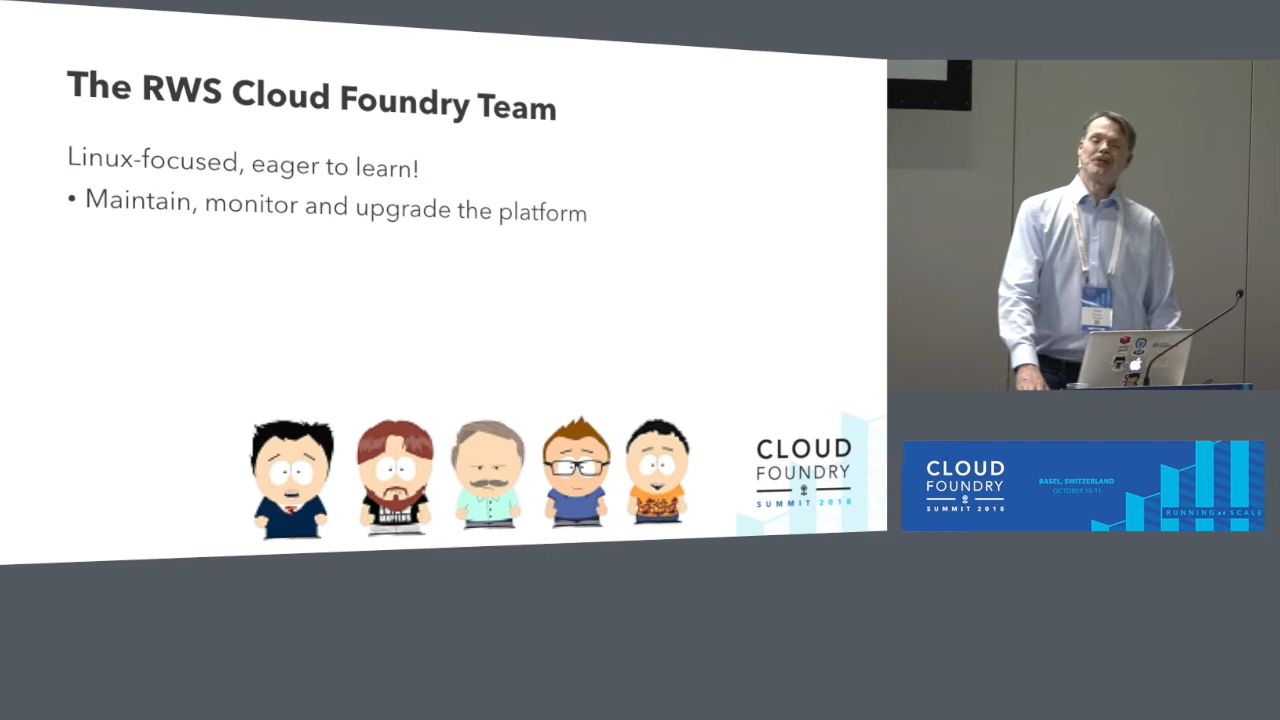 The RWS Cloud Foundry Team
Linux-focused, eager to learn!
• Maintain, monitor and upgrade the platform
CLOUD
FOUNDRY
SUMMIT 2018
CLOUD
FOUNDRY
SUMMIT 2018
BASEL, SWITZERLAND
OCTOBER 10-11
RUNNING AT SCALE